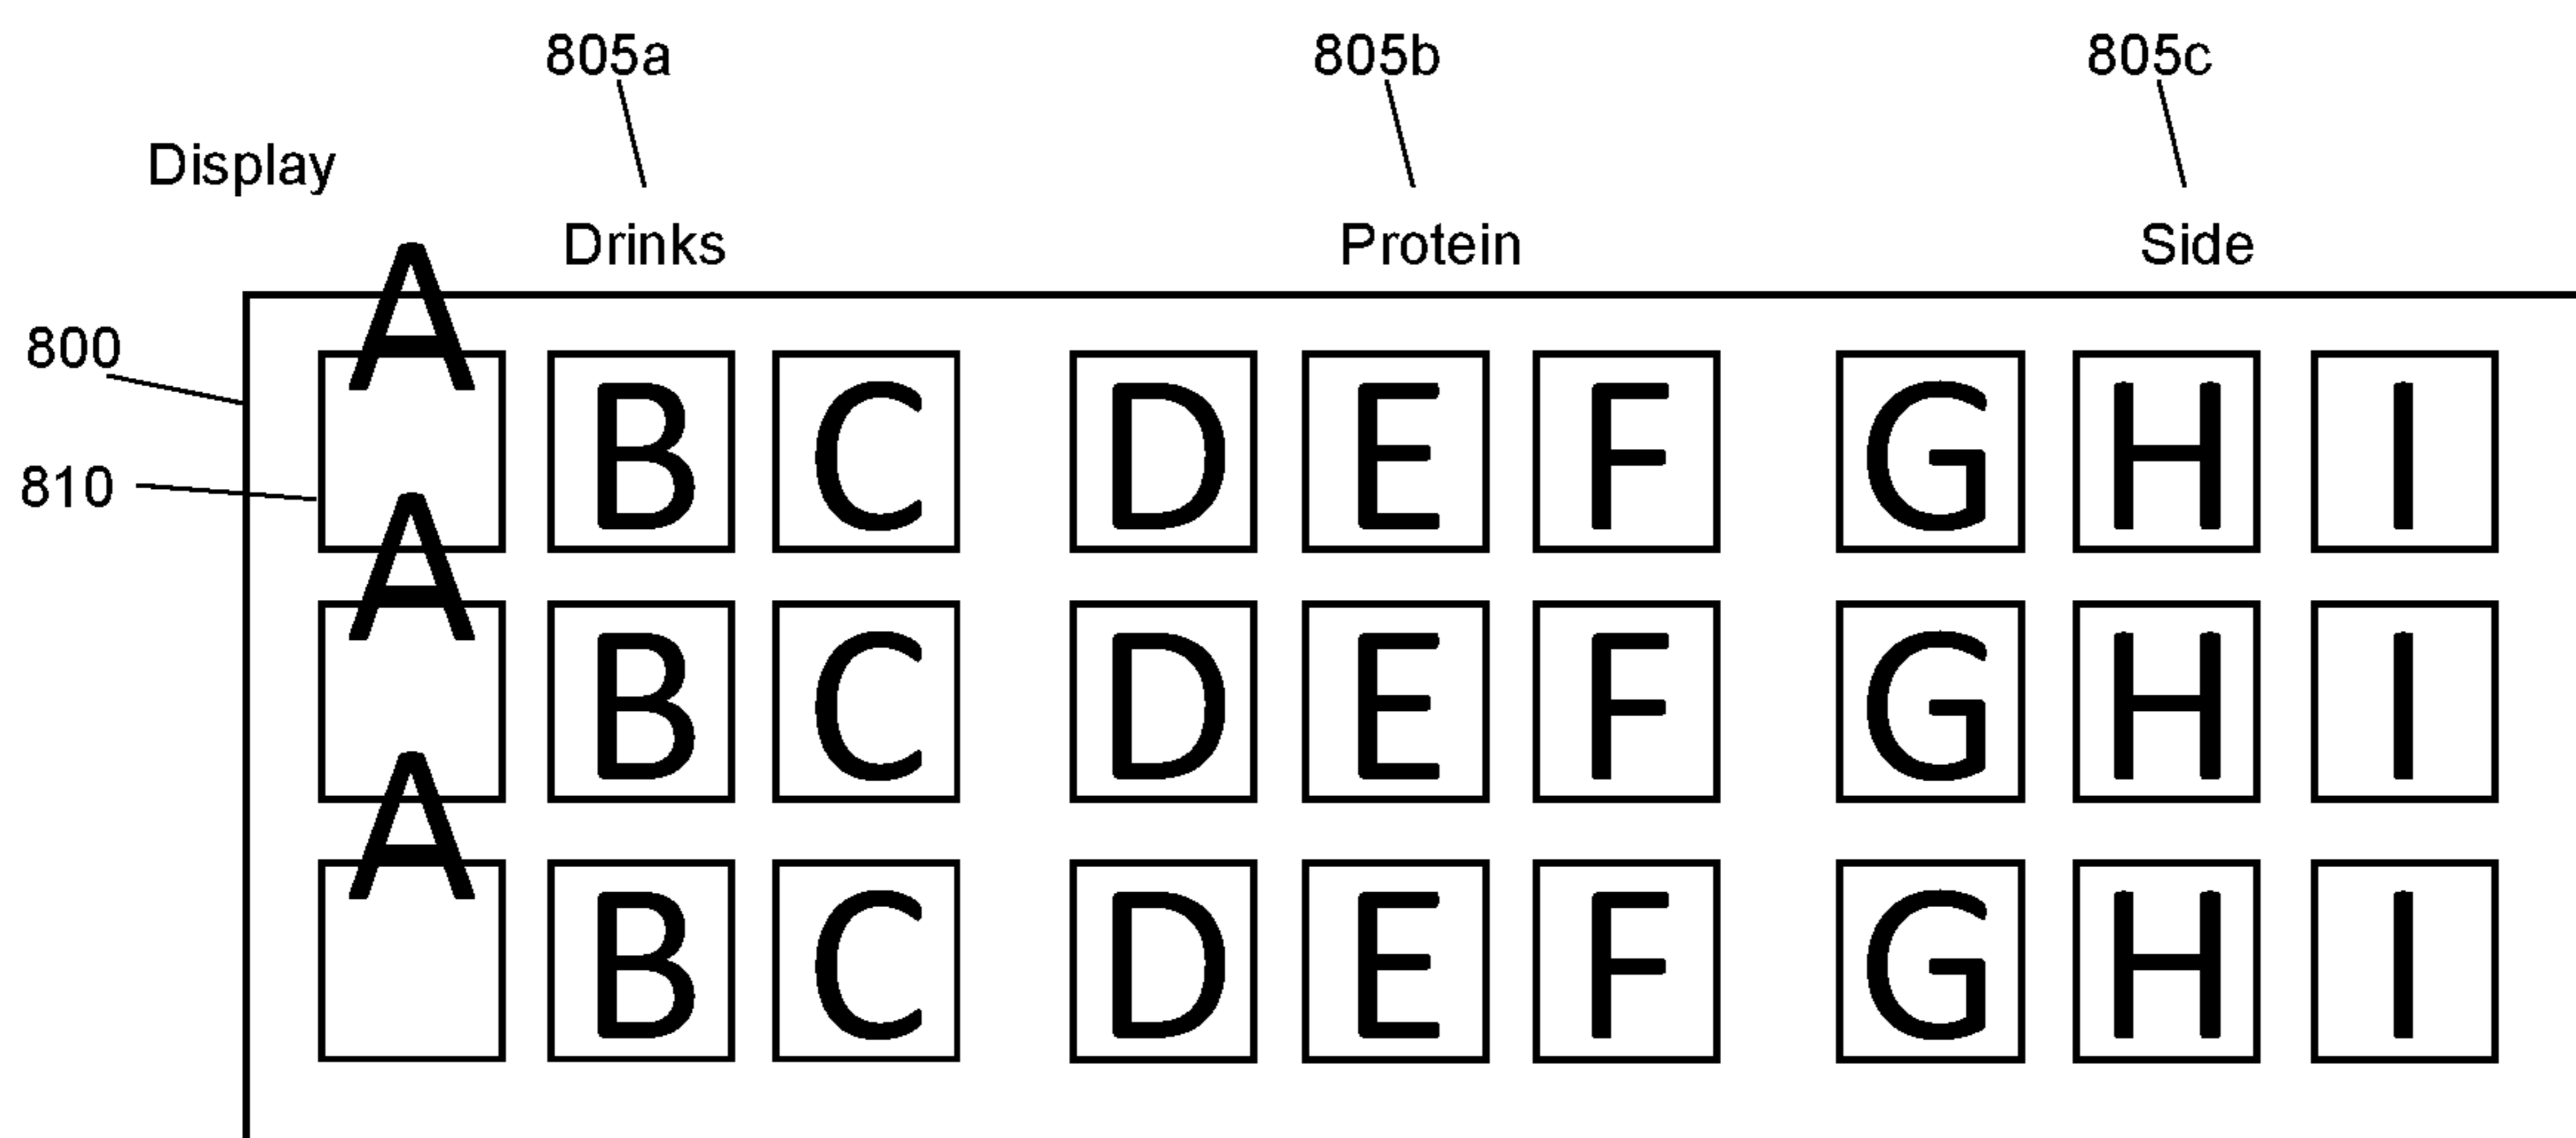 805a 805b 805c
Display
Drinks Protein Side
800
A B C D E F G H I
810
A B C D E F G H I
A B C D E F G H I